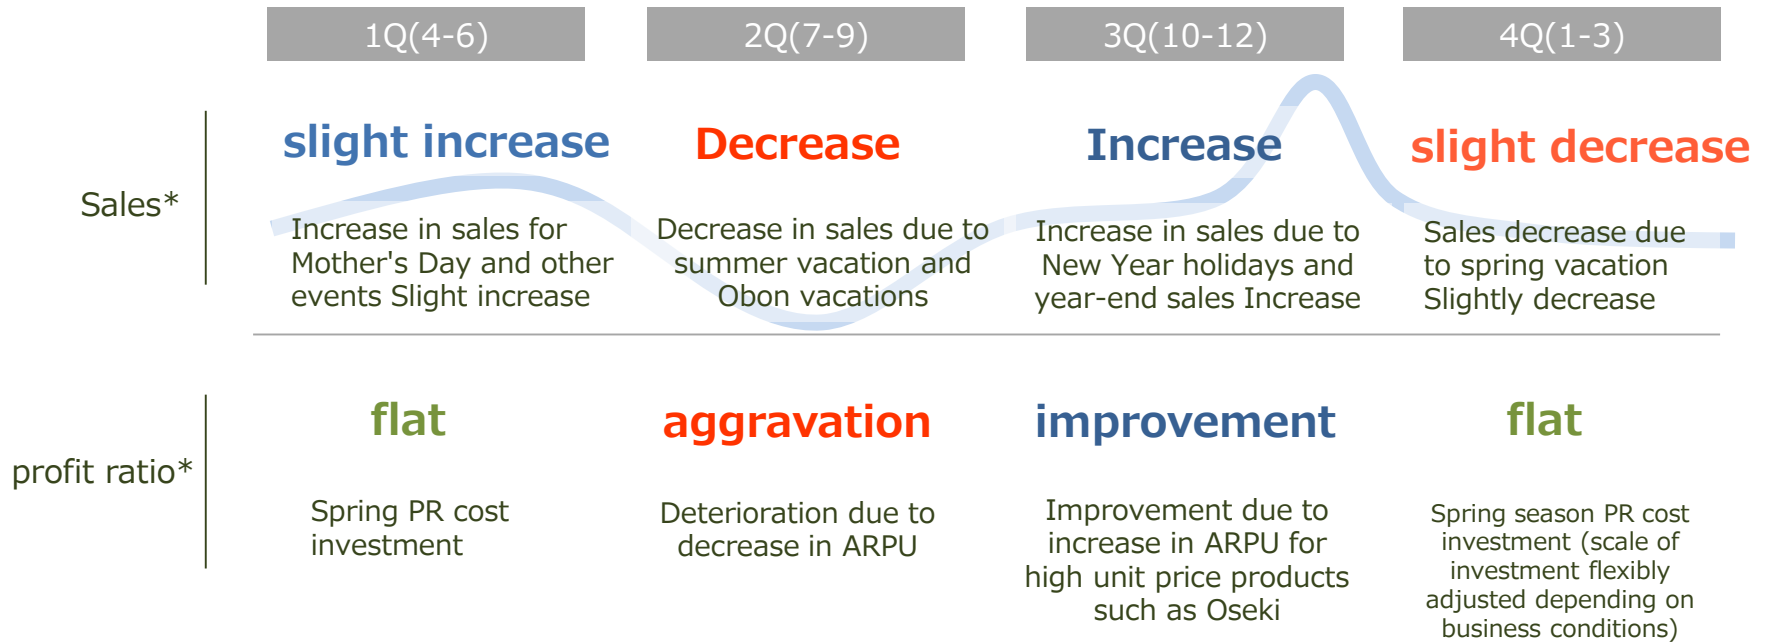 1Q(4-6)
2Q(7-9)
3Q(10-12)
4Q(1-3)
Sales*
slight increase
Increase in sales for
Mother's Day and other
events Slight increase
Decrease
Decrease in sales due to
summer vacation and
Obon vacations
Increase
Increase in sales due to
New Year holidays and
year-end sales Increase
slight decrease
Sales decrease due
to spring vacation
Slightly decrease
profit ratio*
flat
Spring PR cost
investment
aggravation
Deterioration due to
decrease in ARPU
improvement
Improvement due to
increase in ARPU for
high unit price products
such as Oseki
flat
Spring season PR cost
investment (scale of
investment flexibly
adjusted depending on
business conditions)